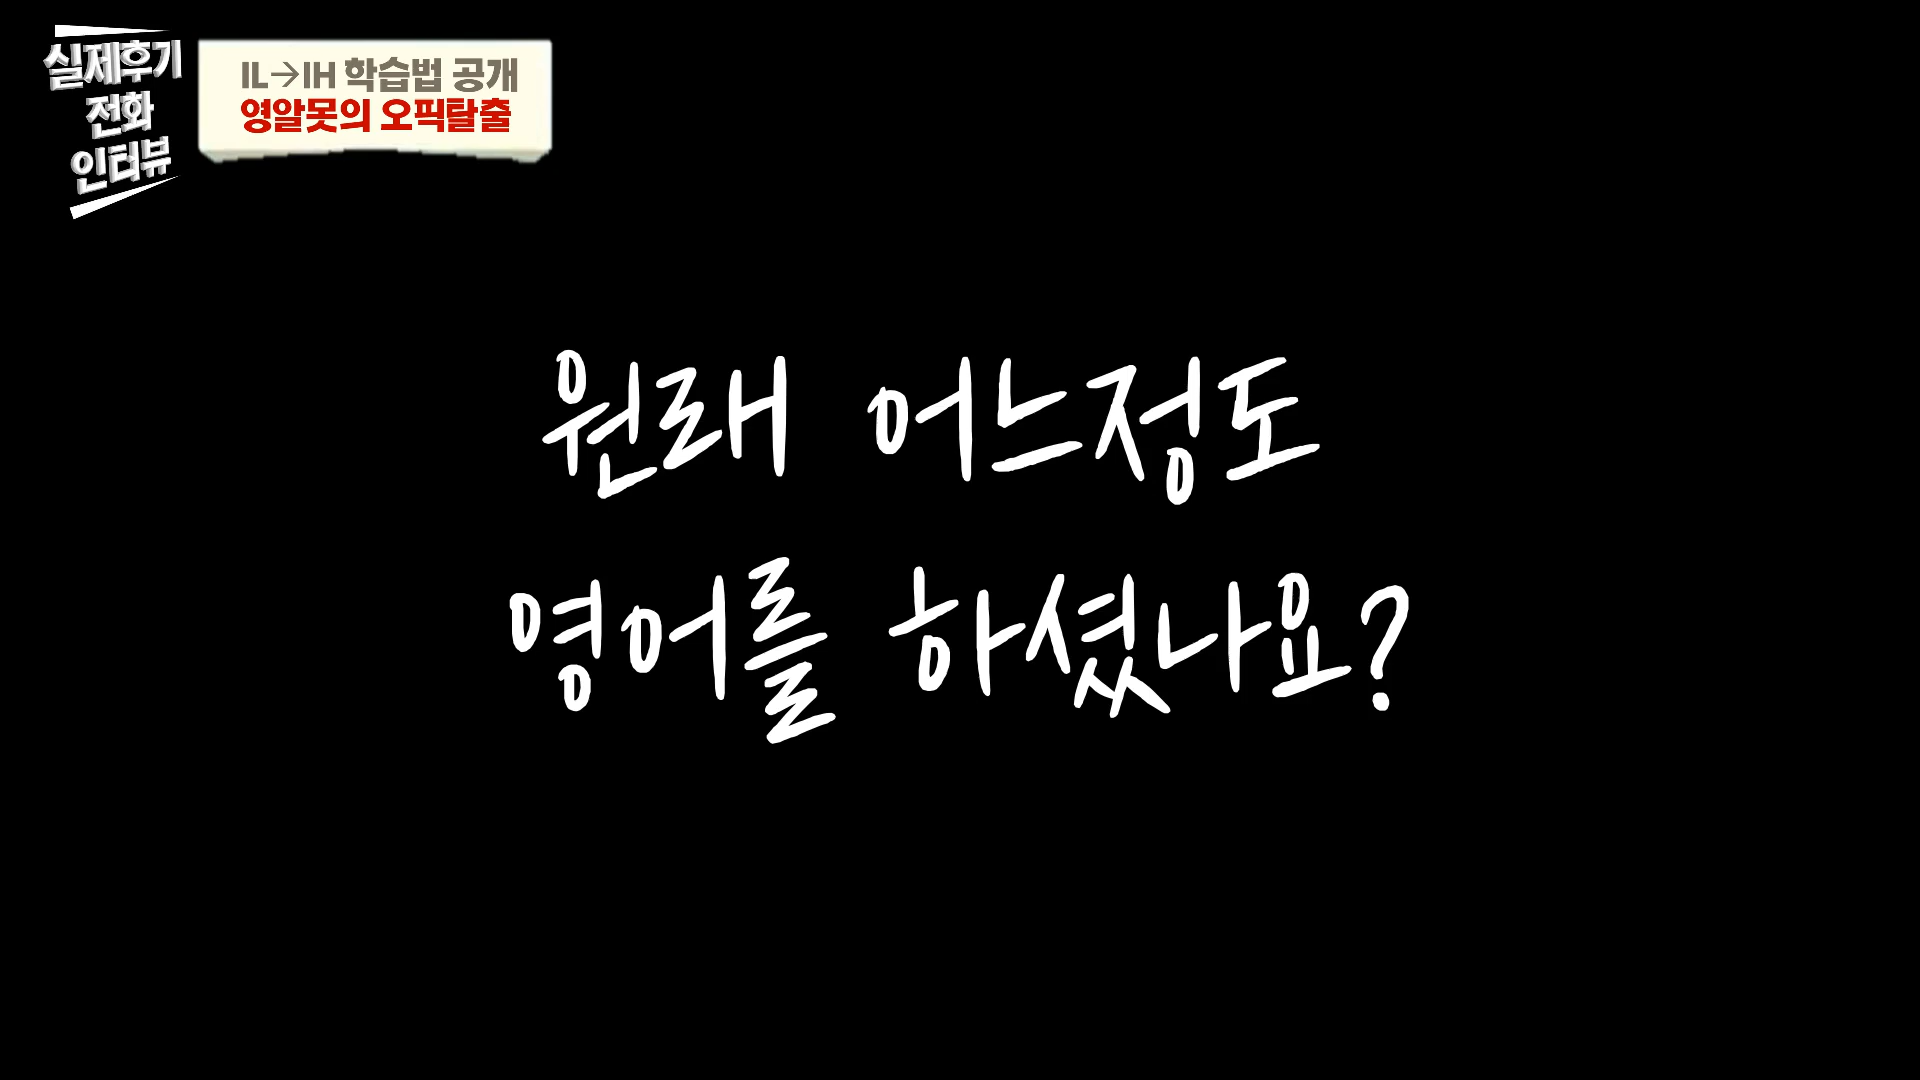 실제후기
전화
인터뷰
IL→IH 학습법 공개
영알못의 오픽탈출
원래 어느정도
영어를 하셨나요?